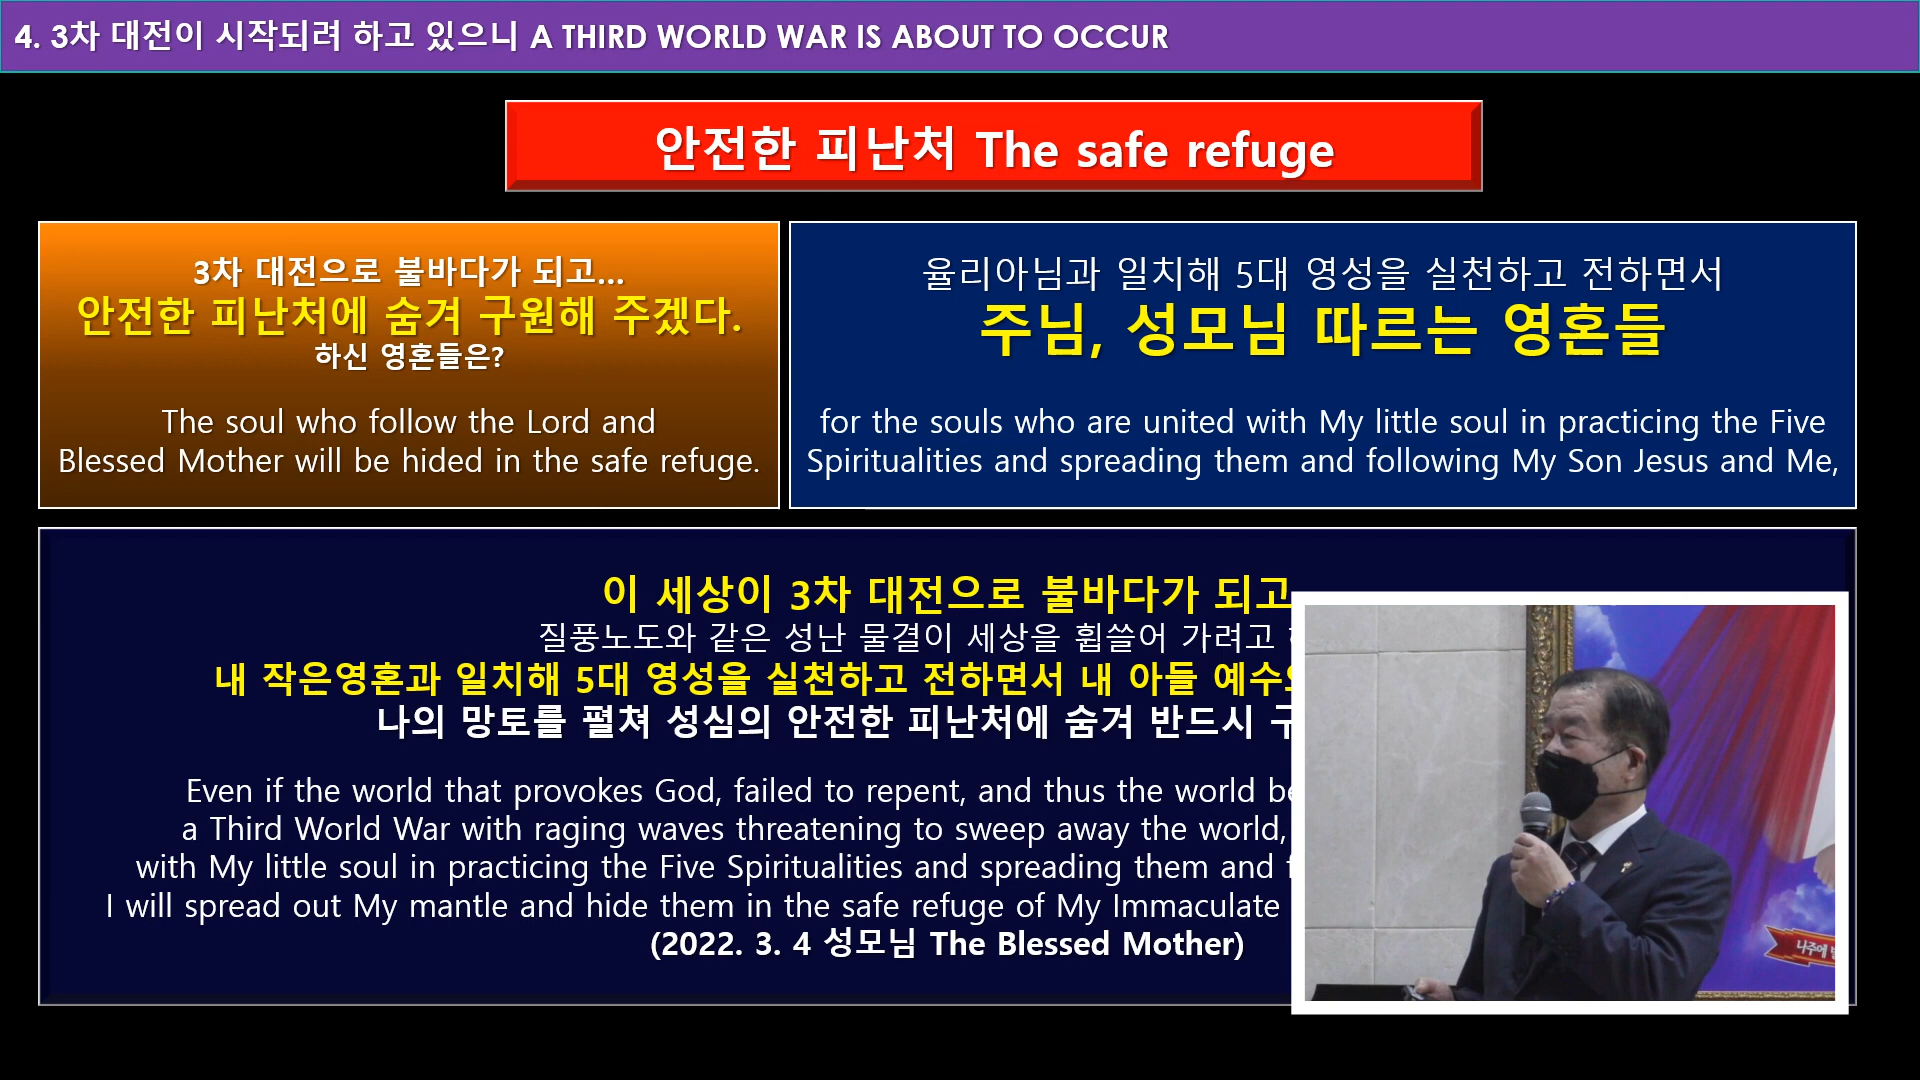 4. 3차 대전이 시작되려 하고 있으니 A THIRD WORLD WAR IS ABOUT TO OCCUR
안전한 피난처 The safe refuge
3차 대전으로 불바다가 되고...
안전한 피난처에 숨겨 구원해 주겠다.
하신 영혼들은?
The soul who follow the Lord and
Blessed Mother will be hided in the safe refuge.
율리아님과 일치해 5대 영성을 실천하고 전하면서
주님, 성모님 따르는 영혼들
for the souls who are united with My little soul in practicing the Five
Spiritualities and spreading them and following My Son Jesus and Me,
이 세상이 3차 대전으로 불바다가 되고
질풍노도와 같은 성난 물결이 세상을 휩쓸어 가려고
내 작은영혼과 일치해 5대 영성을 실천하고 전하면서 내 아들
나의 망토를 펼쳐 성심의 안전한 피난처에 숨겨 반드시
Even if the world that provokes God, failed to repent, and thus the world
a Third World War with raging waves threatening to sweep away the world,
with My little soul in practicing the Five Spiritualities and spreading them and
I will spread out My mantle and hide them in the safe refuge of My Immaculate
(2022. 3. 4 성모님 The Blessed Mother)
나주에